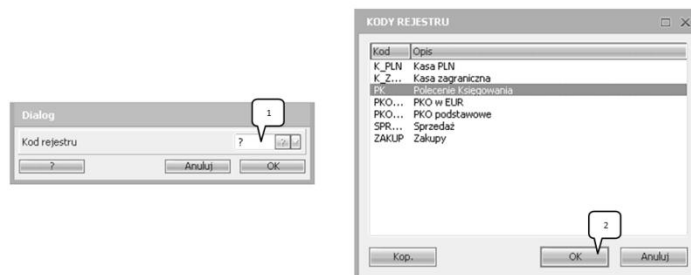 Dialog
1
Kod rejestru ?
? Anuluj OK
KODY REJESTRU
Kod Opis
K_PLN Kasa PLN
K_Z... Kasa zagraniczna
PK Polecenie Księgowania
PKO... PKO w EUR
PKO... PKO podstawowe
SPR... Sprzedaż
ZAKUP Zakupy
2
Kop. OK Anuluj